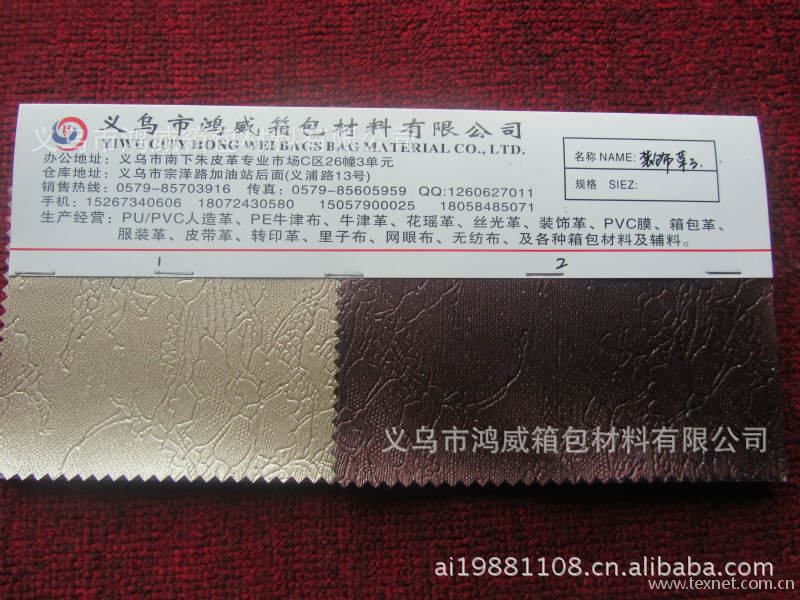 义乌市鸿威箱包材料有限公司
YIWU CITY HONG WEI BAGS BAG MATERIAL CO., LTD.
办公地址：义乌市南下朱皮革专业市场C区26幢3单元
仓库地址：义乌市宗泽路加油站后面(义浦路13号)
销售热线：0579-85703916 传真：0579-85605959 QQ:1260627011
手机：15267340606 18072430580 15057900025 18058485071
生产经营：PU/PVC人造革、PE牛津布、牛津革、花瑶革、丝光革、装饰革、PVC膜、箱包革、
服装革、皮带革、转印革、里子布、网眼布、无纺布、及各种箱包材料及辅料。
名称 NAME: 装饰革3.
规格 SIEZ:
1 2
义乌市鸿威箱包材料有限公司
ai19881108.cn.alibaba.com
www.texnet.com.cn